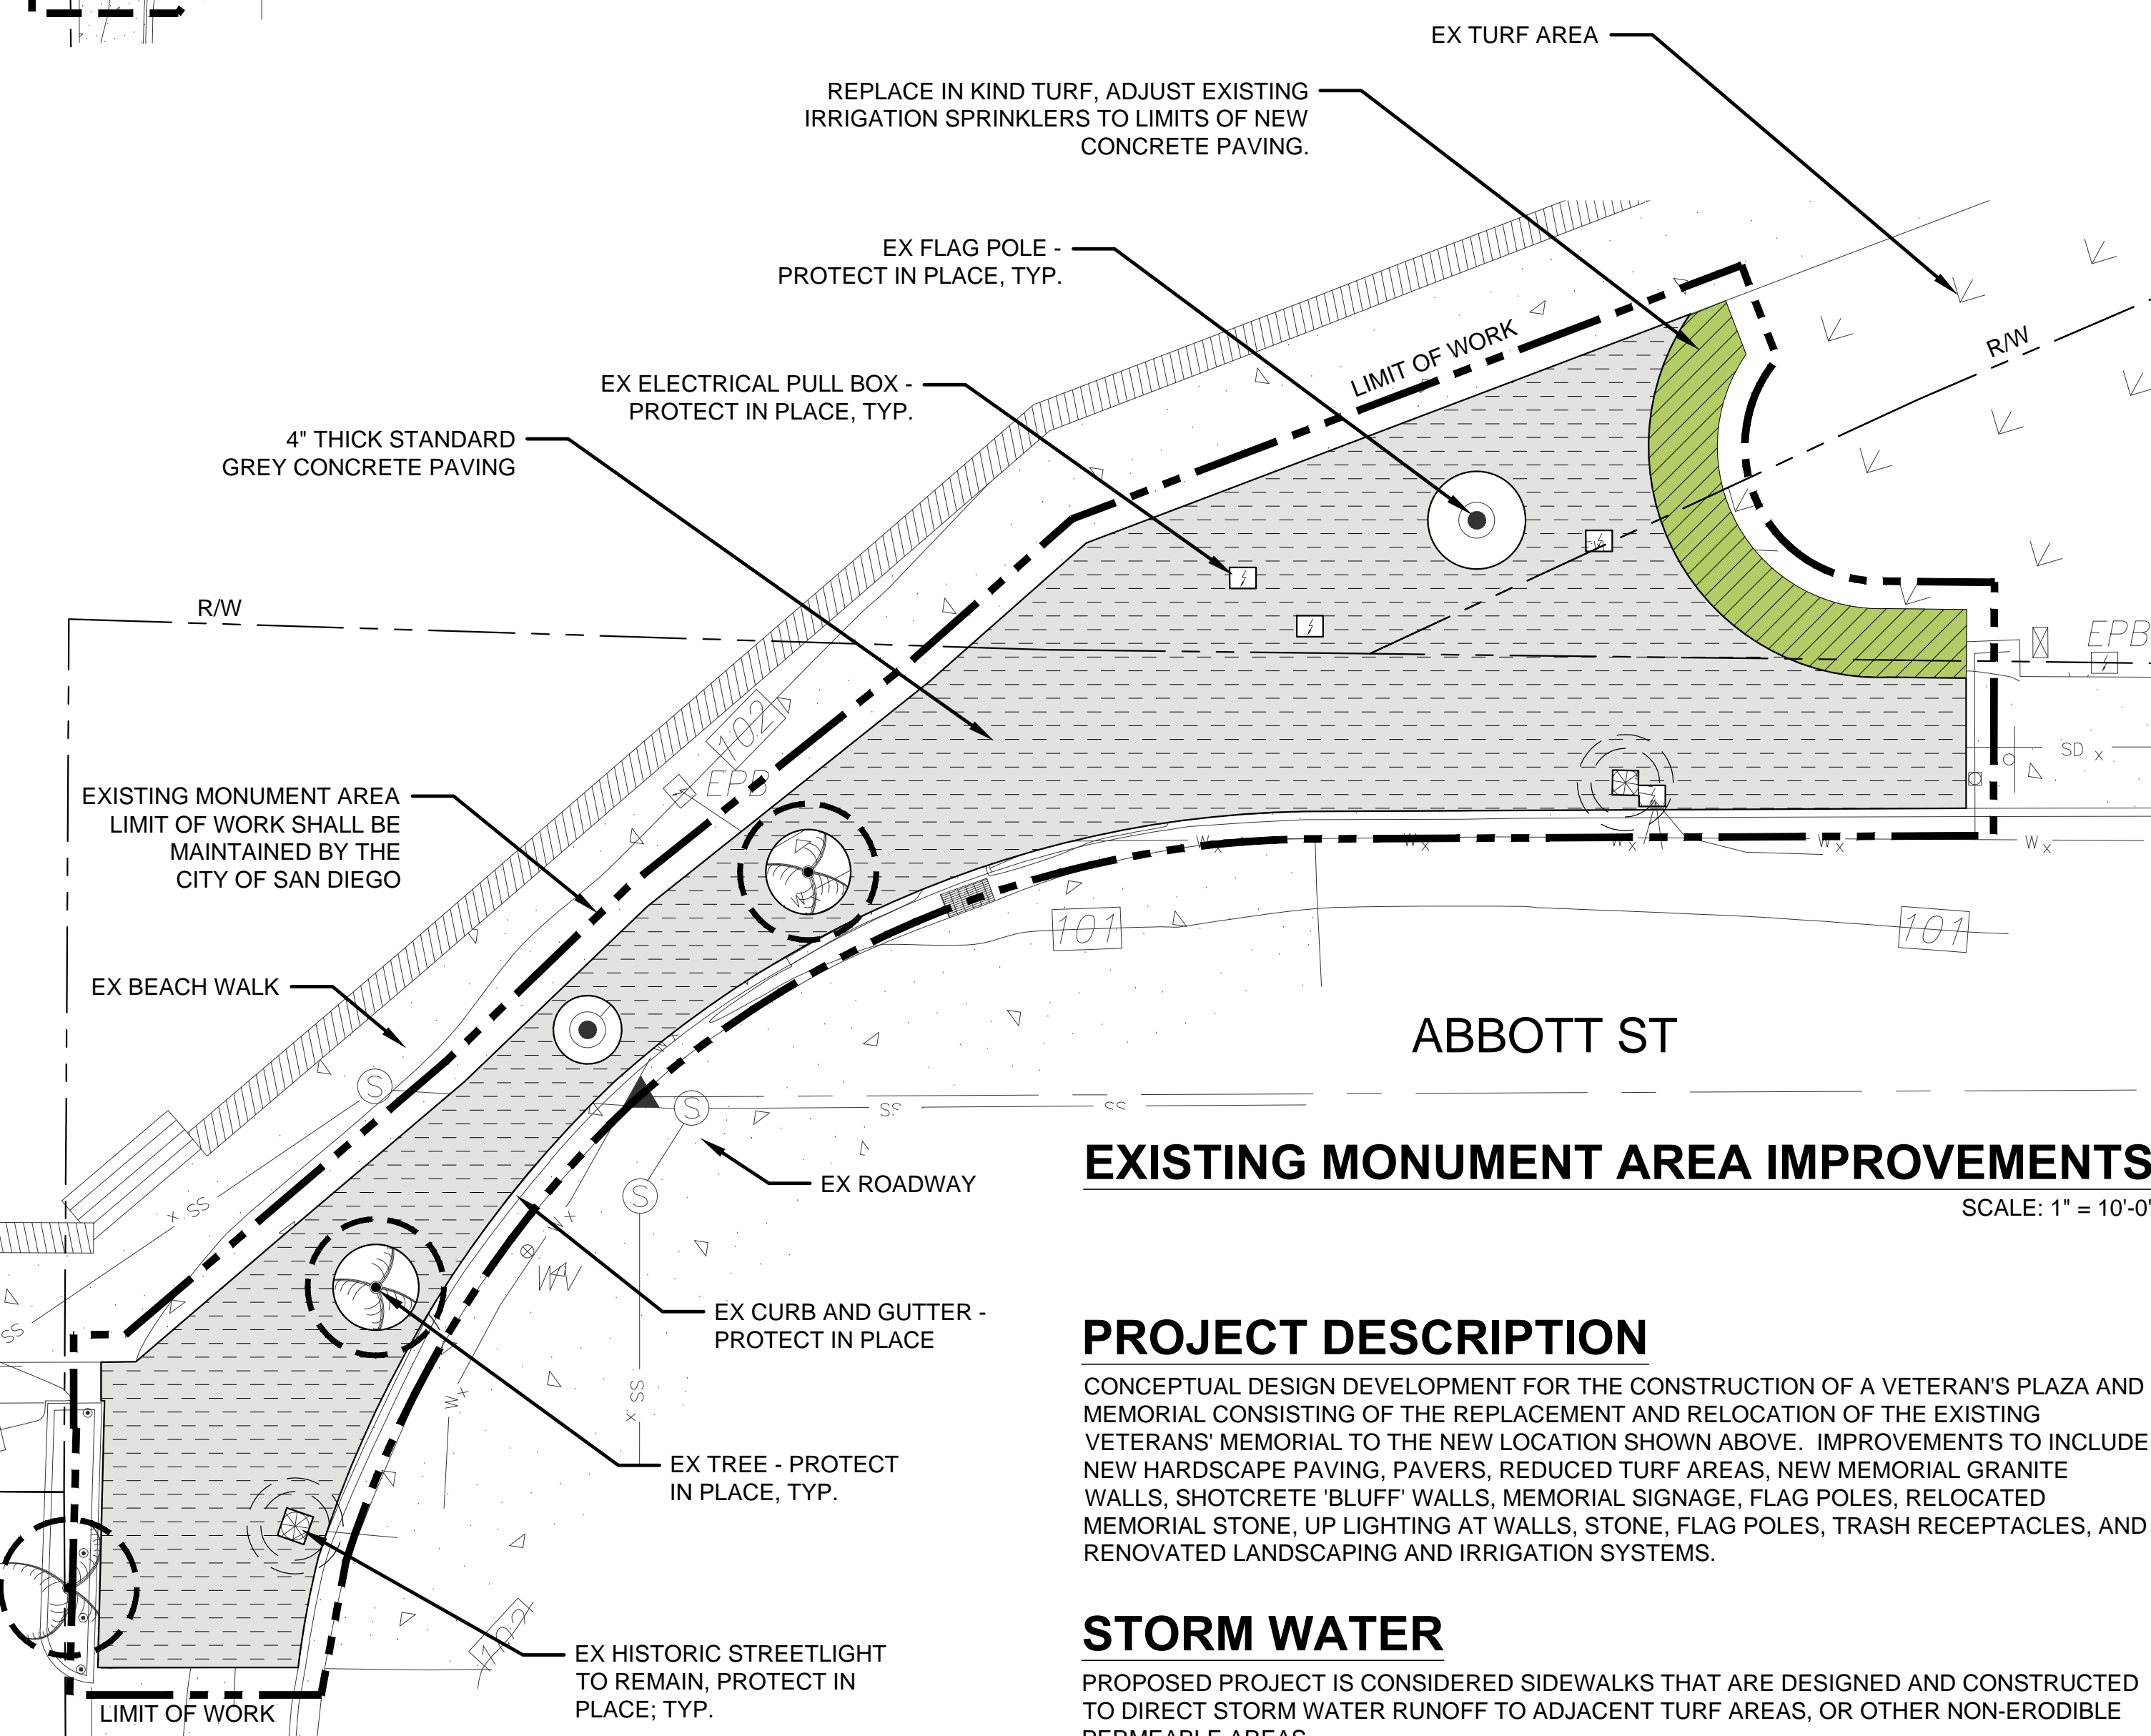 EX TURF AREA
REPLACE IN KIND TURF, ADJUST EXISTING
IRRIGATION SPRINKLERS TO LIMITS OF NEW
CONCRETE PAVING.
EX FLAG POLE -
PROTECT IN PLACE, TYP.
LIMIT OF WORK
R/W
EX ELECTRICAL PULL BOX -
PROTECT IN PLACE, TYP.
4" THICK STANDARD
GREY CONCRETE PAVING
R/W
EPB
102
EPB
SD x
EXISTING MONUMENT AREA
LIMIT OF WORK SHALL BE
MAINTAINED BY THE
CITY OF SAN DIEGO
W x
W x
W x
W x
W x
101
101
EX BEACH WALK
ABBOTT ST
S
S
SS
SS
EXISTING MONUMENT AREA IMPROVEMENTS
SCALE: 1" = 10'-0"
EX ROADWAY
S
x SS
WV
EX CURB AND GUTTER -
PROTECT IN PLACE
SS
W x
SS x
PROJECT DESCRIPTION
CONCEPTUAL DESIGN DEVELOPMENT FOR THE CONSTRUCTION OF A VETERAN'S PLAZA AND
MEMORIAL CONSISTING OF THE REPLACEMENT AND RELOCATION OF THE EXISTING
VETERANS' MEMORIAL TO THE NEW LOCATION SHOWN ABOVE. IMPROVEMENTS TO INCLUDE
NEW HARDSCAPE PAVING, PAVERS, REDUCED TURF AREAS, NEW MEMORIAL GRANITE
WALLS, SHOTCRETE 'BLUFF' WALLS, MEMORIAL SIGNAGE, FLAG POLES, RELOCATED
MEMORIAL STONE, UP LIGHTING AT WALLS, STONE, FLAG POLES, TRASH RECEPTACLES, AND
RENOVATED LANDSCAPING AND IRRIGATION SYSTEMS.
EX TREE - PROTECT
IN PLACE, TYP.
EX HISTORIC STREETLIGHT
TO REMAIN, PROTECT IN
PLACE; TYP.
102
LIMIT OF WORK
STORM WATER
PROPOSED PROJECT IS CONSIDERED SIDEWALKS THAT ARE DESIGNED AND CONSTRUCTED
TO DIRECT STORM WATER RUNOFF TO ADJACENT TURF AREAS, OR OTHER NON-ERODIBLE
PERMEABLE AREAS